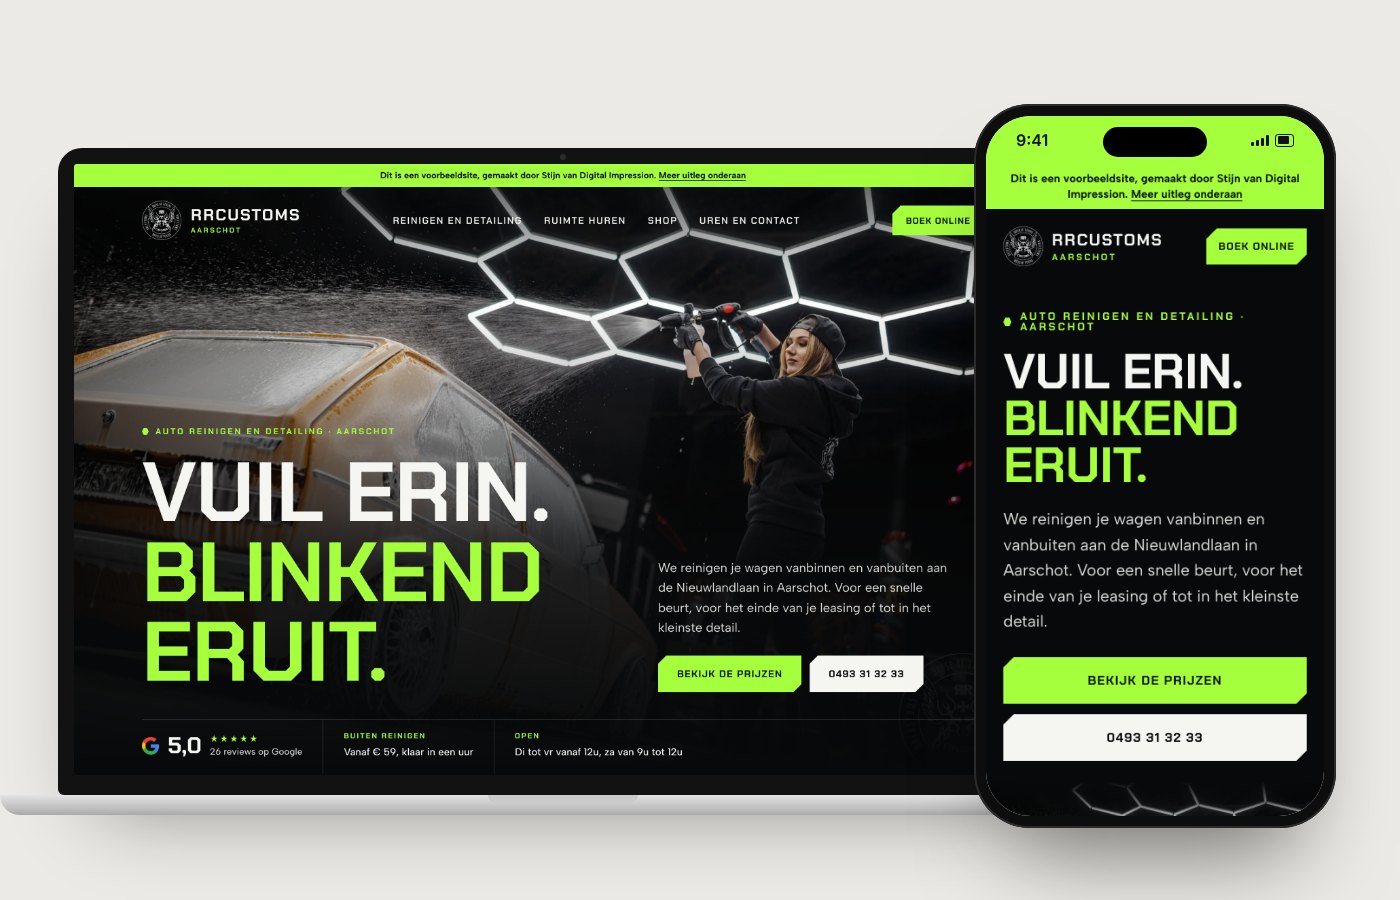 Dit is een voorbeeldsite, gemaakt door Stijn van Digital Impression. Meer uitleg onderaan
RRCUSTOMS
AARSCHOT
REINIGEN EN DETAILING
RUIMTE HUREN
SHOP
UREN EN CONTACT
BOEK ONLINE
AUTO REINIGEN EN DETAILING · AARSCHOT
VUIL ERIN.
BLINKEND
ERUIT.
We reinigen je wagen vanbinnen en vanbuiten aan
de Nieuwlandlaan in Aarschot. Voor een snelle
beurt, voor het einde van je leasing of tot in het
kleinste detail.
BEKIJK DE PRIJZEN
0493 31 32 33
5,0
26 reviews op Google
BUITEN REINIGEN
Vanaf € 59, klaar in een uur
OPEN
Di tot vr vanaf 12u, za van 9u tot 12u
9:41
Dit is een voorbeeldsite, gemaakt door Stijn van Digital
Impression. Meer uitleg onderaan
RRCUSTOMS
AARSCHOT
BOEK ONLINE
AUTO REINIGEN EN DETAILING ·
AARSCHOT
VUIL ERIN.
BLINKEND
ERUIT.
We reinigen je wagen vanbinnen en
vanbuiten aan de Nieuwlandlaan in
Aarschot. Voor een snelle beurt, voor het
einde van je leasing of tot in het kleinste
detail.
BEKIJK DE PRIJZEN
0493 31 32 33